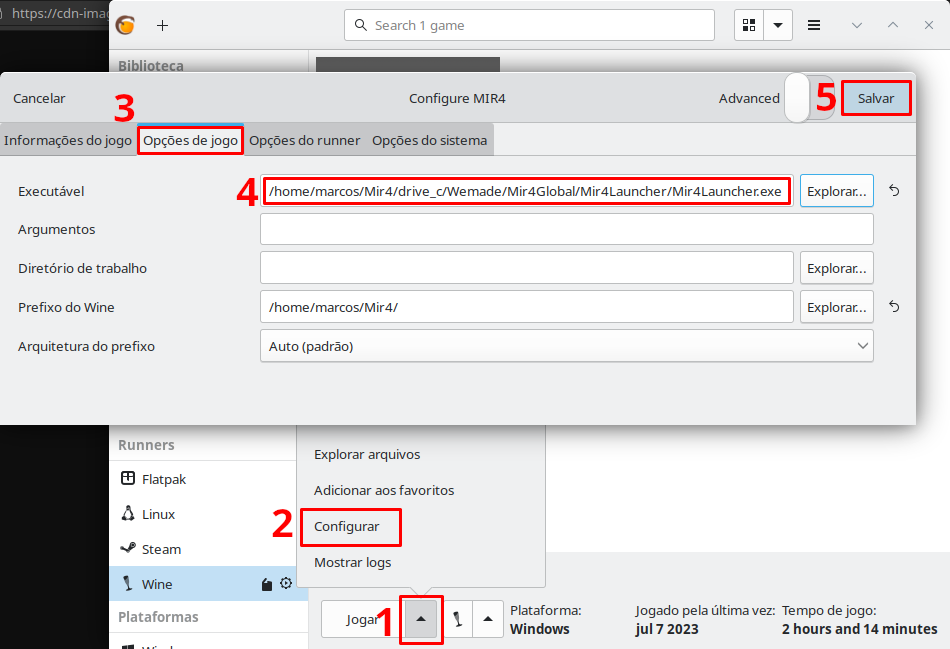 https://cdn-ima
Search 1 game
Biblioteca
Cancelar
Configure MIR4
Advanced
5
Salvar
3
Informações do jogo
Opções de jogo
Opções do runner
Opções do sistema
Executável
4
/home/marcos/Mir4/drive_c/Wemade/Mir4Global/Mir4Launcher/Mir4Launcher.exe
Explorar...
Argumentos
Diretório de trabalho
Explorar...
Prefixo do Wine
/home/marcos/Mir4/
Explorar...
Arquitetura do prefixo
Auto (padrão)
Runners
Flatpak
Linux
Steam
Wine
Plataformas
Explorar arquivos
Adicionar aos favoritos
2
Configurar
Mostrar logs
Jogar
1
Plataforma:
Windows
Jogado pela última vez:
jul 7 2023
Tempo de jogo:
2 hours and 14 minutes